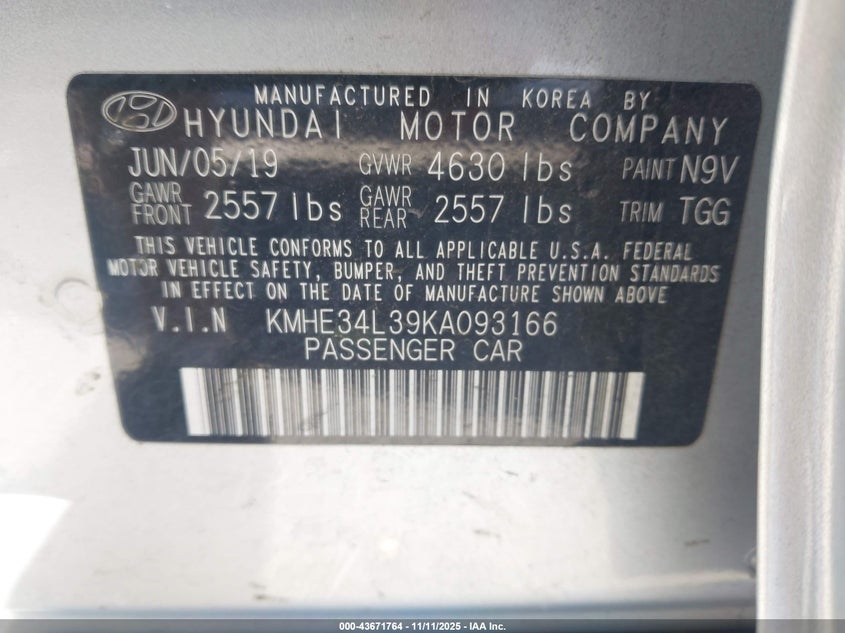 MANUFACTURED IN KOREA BY
HYUNDAI MOTOR COMPANY
JUN/05/19 GVWR 4630 lbs PAINT N9V
GAWR FRONT 2557 lbs GAWR REAR 2557 lbs TRIM TGG
THIS VEHICLE CONFORMS TO ALL APPLICABLE U.S.A. FEDERAL
MOTOR VEHICLE SAFETY, BUMPER, AND THEFT PREVENTION STANDARDS
IN EFFECT ON THE DATE OF MANUFACTURE SHOWN ABOVE
V.I.N KMHE34L39KA093166
PASSENGER CAR
000-43671764 - 11/11/2025 - IAA Inc.